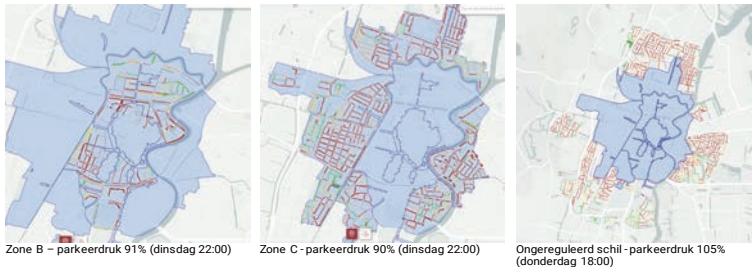 Zone B – parkeerdruk 91% (dinsdag 22:00)
Zone C - parkeerdruk 90% (dinsdag 22:00)
Ongereguleerd schil - parkeerdruk 105%
(donderdag 18:00)